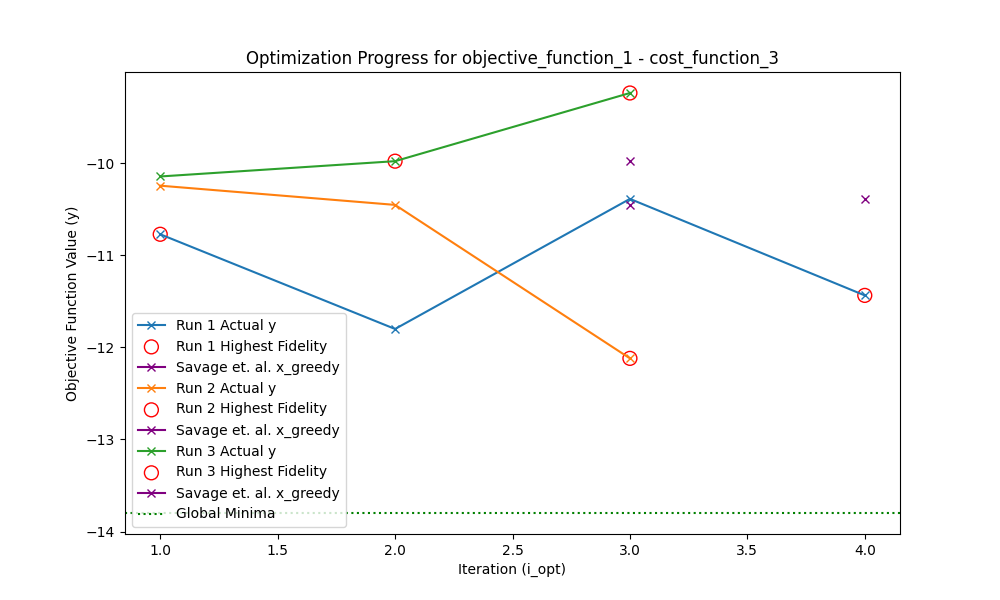 Optimization Progress for objective_function_1 - cost_function_3
Objective Function Value (y)
−10
−11
−12
−13
−14
Run 1 Actual y
Run 1 Highest Fidelity
Savage et. al. x_greedy
Run 2 Actual y
Run 2 Highest Fidelity
Savage et. al. x_greedy
Run 3 Actual y
Run 3 Highest Fidelity
Savage et. al. x_greedy
Global Minima
1.0 1.5 2.0 2.5 3.0 3.5 4.0
Iteration (i_opt)